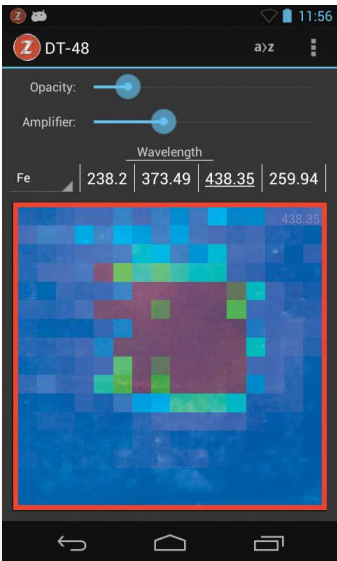 11:56
Z DT-48 a›z
Opacity:
Amplifier:
Wavelength
Fe 238.2 373.49 438.35 259.94
438.35